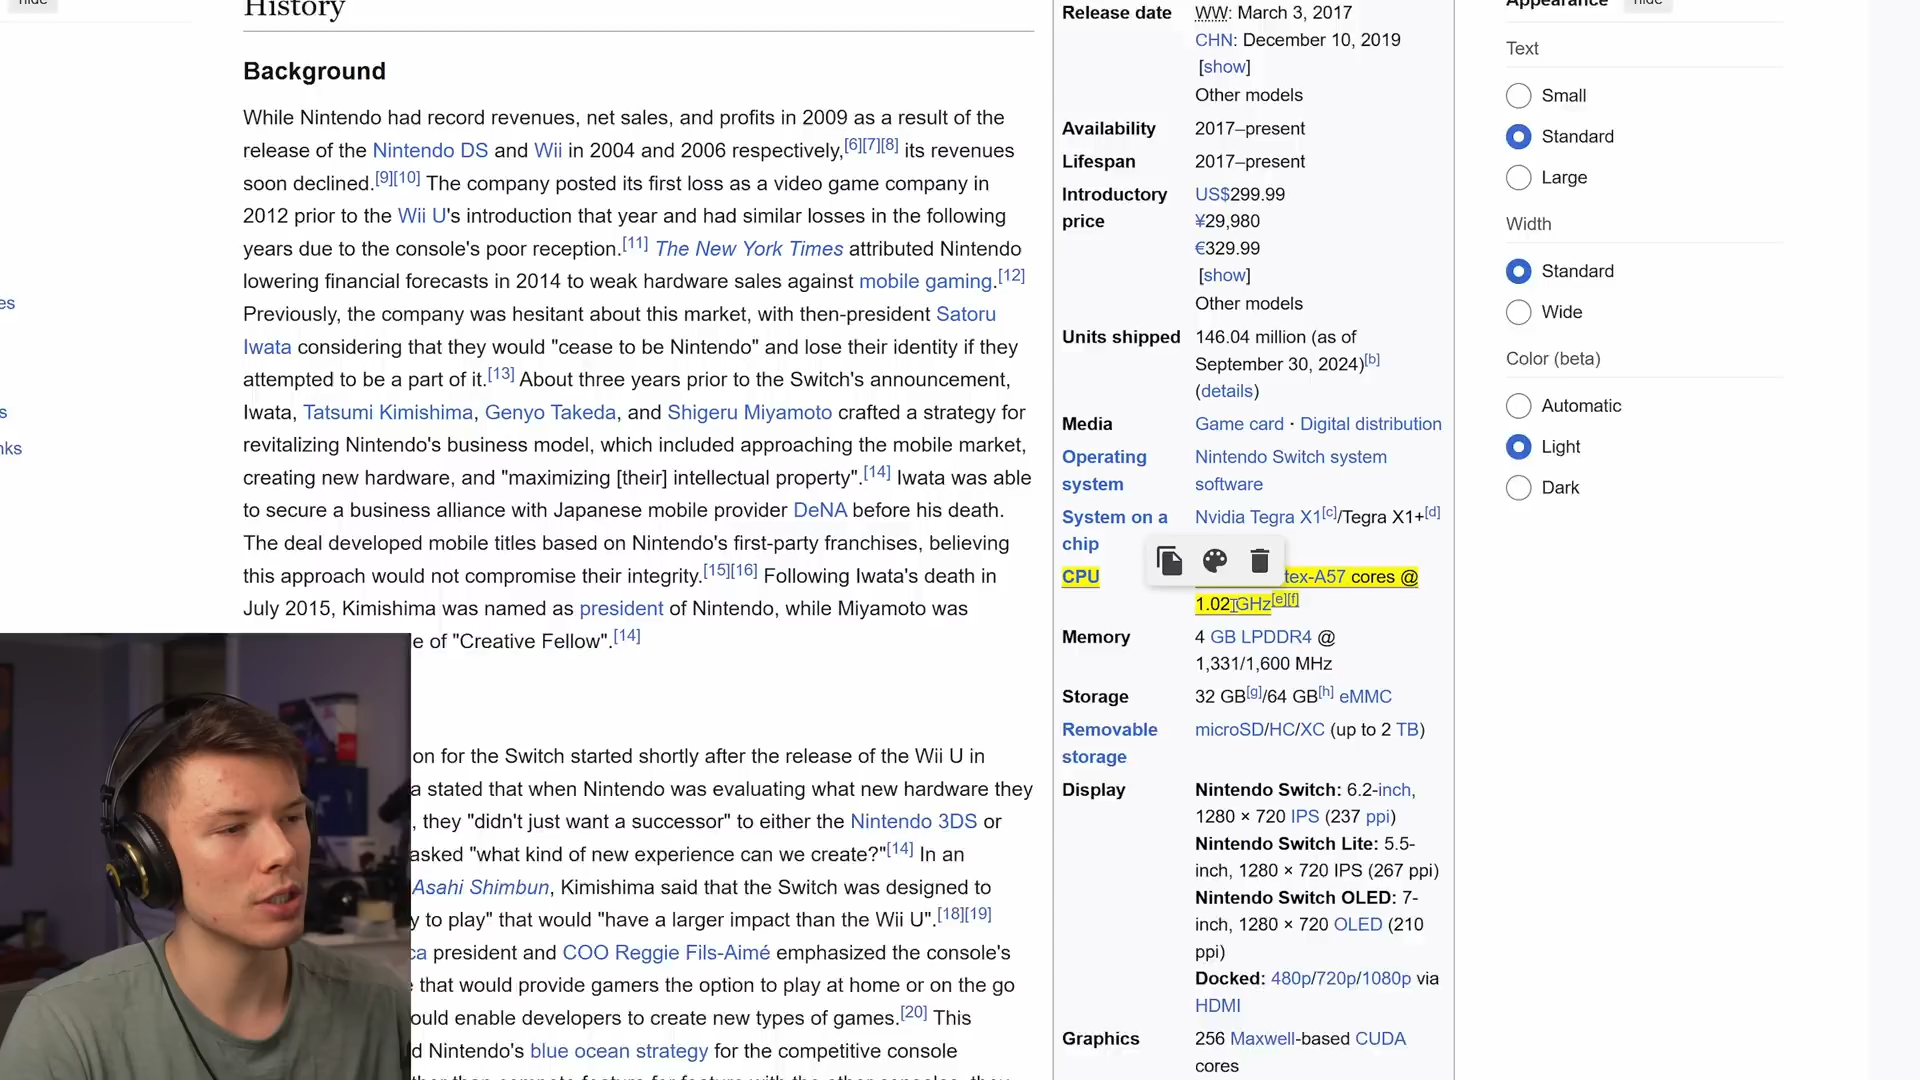 hide
History
Background
While Nintendo had record revenues, net sales, and profits in 2009 as a result of the
release of the Nintendo DS and Wii in 2004 and 2006 respectively,[6][7][8] its revenues
soon declined.[9][10] The company posted its first loss as a video game company in
2012 prior to the Wii U's introduction that year and had similar losses in the following
years due to the console's poor reception.[11] The New York Times attributed Nintendo
lowering financial forecasts in 2014 to weak hardware sales against mobile gaming.[12]
Previously, the company was hesitant about this market, with then-president Satoru
Iwata considering that they would "cease to be Nintendo" and lose their identity if they
attempted to be a part of it.[13] About three years prior to the Switch's announcement,
Iwata, Tatsumi Kimishima, Genyo Takeda, and Shigeru Miyamoto crafted a strategy for
revitalizing Nintendo's business model, which included approaching the mobile market,
creating new hardware, and "maximizing [their] intellectual property".[14] Iwata was able
to secure a business alliance with Japanese mobile provider DeNA before his death.
The deal developed mobile titles based on Nintendo's first-party franchises, believing
this approach would not compromise their integrity.[15][16] Following Iwata's death in
July 2015, Kimishima was named as president of Nintendo, while Miyamoto was
e of "Creative Fellow".[14]
on for the Switch started shortly after the release of the Wii U in
a stated that when Nintendo was evaluating what new hardware they
, they "didn't just want a successor" to either the Nintendo 3DS or
asked "what kind of new experience can we create?"[14] In an
Asahi Shimbun, Kimishima said that the Switch was designed to
y to play" that would "have a larger impact than the Wii U".[18][19]
ca president and COO Reggie Fils-Aimé emphasized the console's
that would provide gamers the option to play at home or on the go
ould enable developers to create new types of games.[20] This
d Nintendo's blue ocean strategy for the competitive console
es
s
nks
Release date WW: March 3, 2017
CHN: December 10, 2019
[show]
Other models
Availability 2017–present
Lifespan 2017–present
Introductory price US$299.99
¥29,980
€329.99
[show]
Other models
Units shipped 146.04 million (as of
September 30, 2024)[b]
(details)
Media Game card · Digital distribution
Operating system Nintendo Switch system
software
System on a chip Nvidia Tegra X1[c]/Tegra X1+[d]
CPU tex-A57 cores @
1.02 GHz[e][f]
Memory 4 GB LPDDR4 @
1,331/1,600 MHz
Storage 32 GB[g]/64 GB[h] eMMC
Removable storage microSD/HC/XC (up to 2 TB)
Display Nintendo Switch: 6.2-inch,
1280 × 720 IPS (237 ppi)
Nintendo Switch Lite: 5.5-
inch, 1280 × 720 IPS (267 ppi)
Nintendo Switch OLED: 7-
inch, 1280 × 720 OLED (210
ppi)
Docked: 480p/720p/1080p via
HDMI
Graphics 256 Maxwell-based CUDA
cores
Appearance hide
Text
Small
Standard
Large
Width
Standard
Wide
Color (beta)
Automatic
Light
Dark